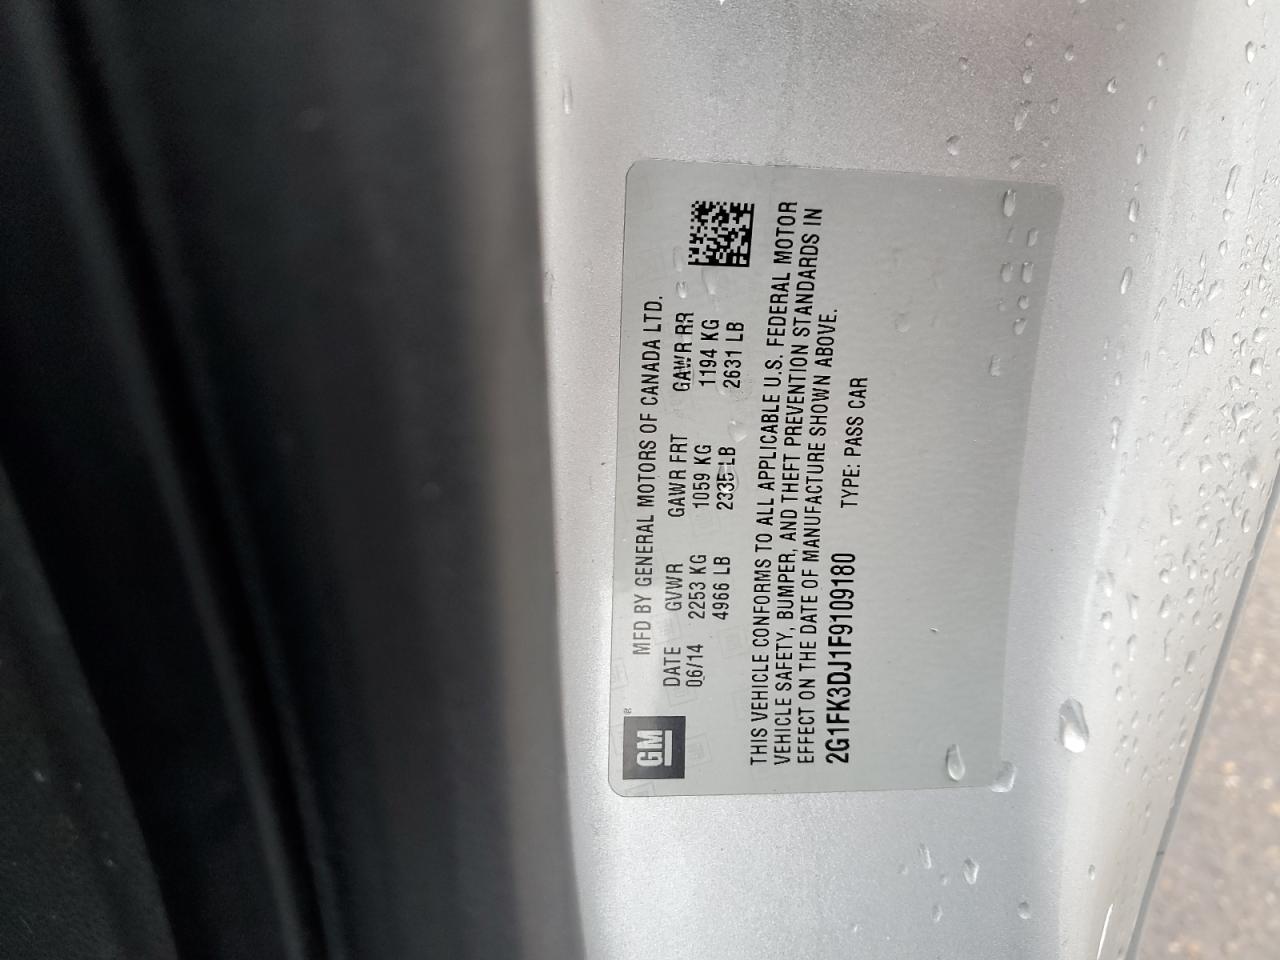 GM ®
MFD BY GENERAL MOTORS OF CANADA LTD.
DATE GVWR GAWR FRT GAWR RR
06/14 2253 KG 1059 KG 1194 KG
4966 LB 2335 LB 2631 LB
THIS VEHICLE CONFORMS TO ALL APPLICABLE U.S. FEDERAL MOTOR
VEHICLE SAFETY, BUMPER, AND THEFT PREVENTION STANDARDS IN
EFFECT ON THE DATE OF MANUFACTURE SHOWN ABOVE.
2G1FK3DJ1F9109180 TYPE: PASS CAR